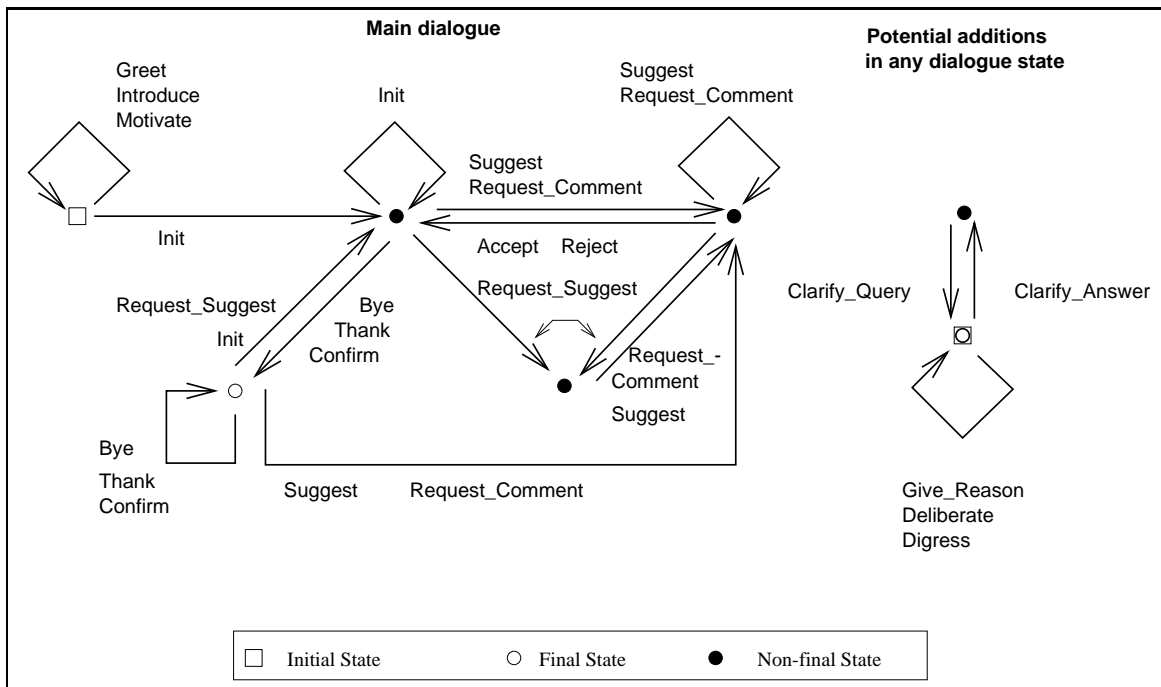 Main dialogue
Potential additions
in any dialogue state
Greet
Introduce
Motivate
Init
Suggest
Request_Comment
Suggest
Request_Comment
Init
Accept Reject
Request_Suggest
Request_Suggest
Init
Bye
Thank
Confirm
Request_-
Comment
Suggest
Clarify_Query
Clarify_Answer
Bye
Thank
Confirm
Suggest Request_Comment
Give_Reason
Deliberate
Digress
Initial State
Final State
Non-final State